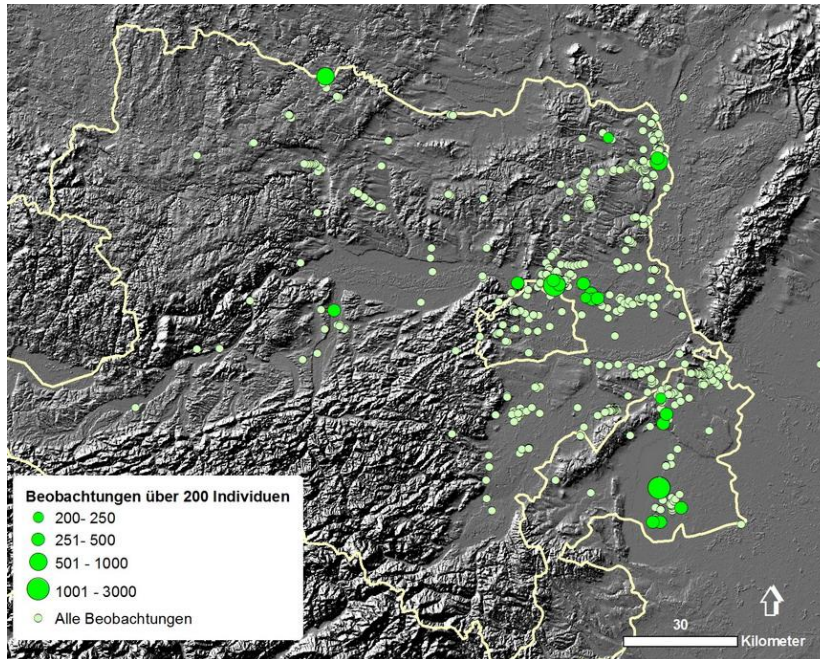 Beobachtungen über 200 Individuen
200- 250
251- 500
501 - 1000
1001 - 3000
Alle Beobachtungen
30
Kilometer